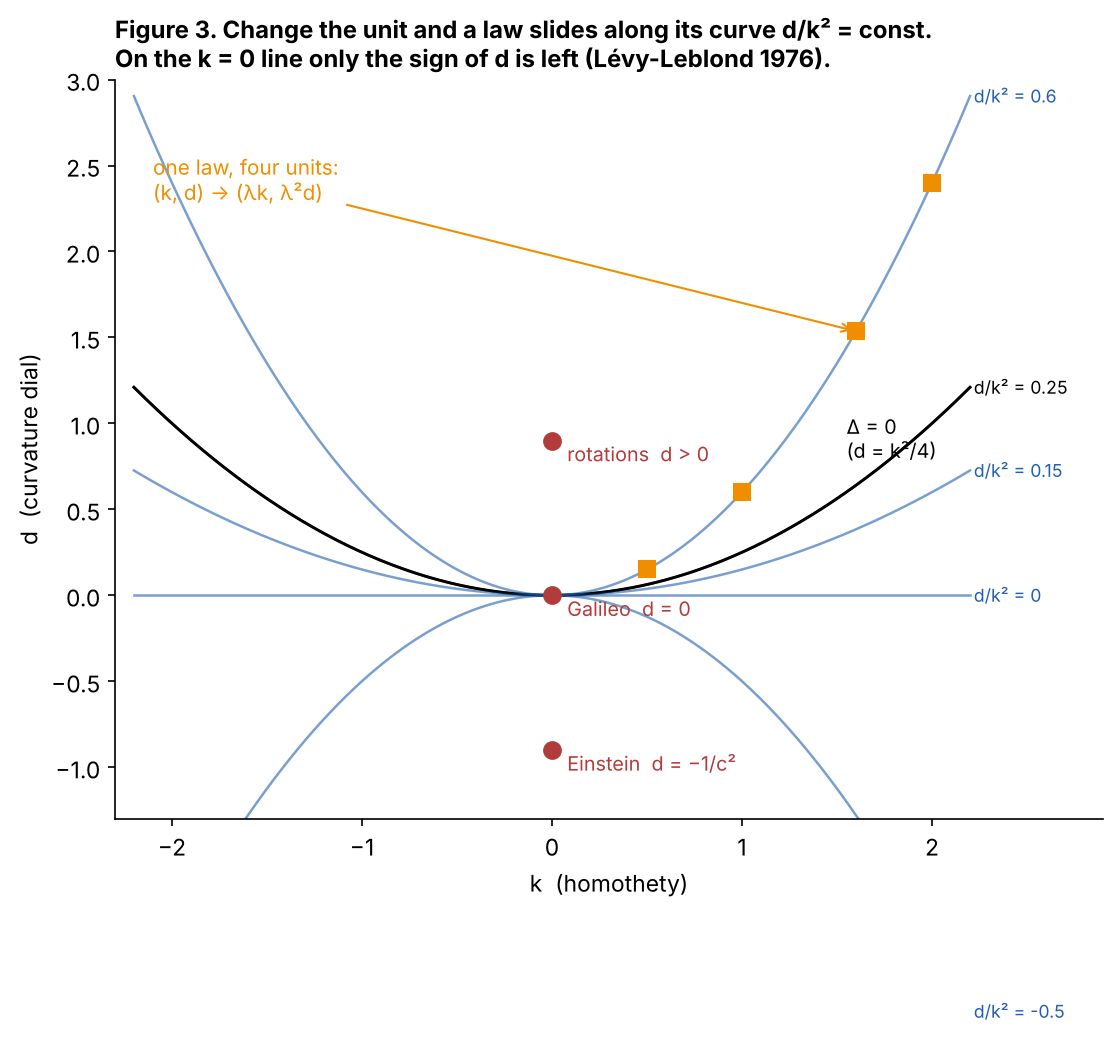 Figure 3. Change the unit and a law slides along its curve d/k² = const.
On the k = 0 line only the sign of d is left (Lévy-Leblond 1976).
3.0
d/k² = 0.6
2.5
one law, four units:
(k, d) → (λk, λ²d)
2.0
1.5
d (curvature dial)
d/k² = 0.25
1.0
Δ = 0
(d = k²/4)
rotations d > 0
d/k² = 0.15
0.5
0.0
d/k² = 0
Galileo d = 0
−0.5
−1.0
Einstein d = −1/c²
−2
−1
0
1
2
k (homothety)
d/k² = -0.5